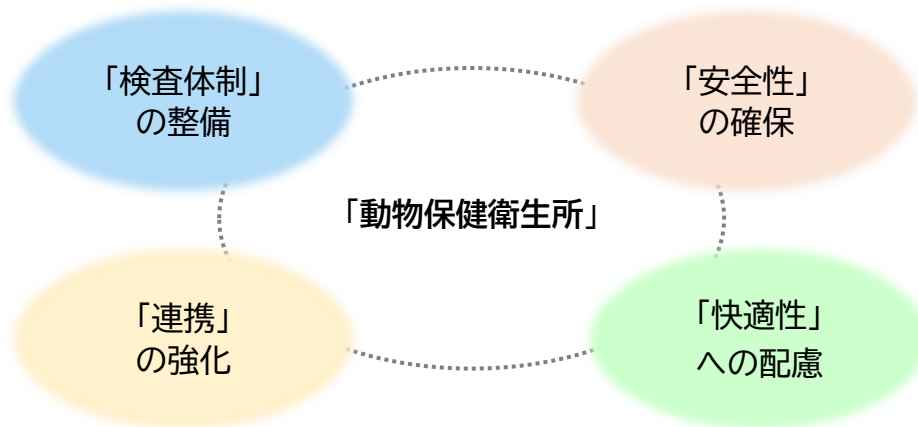 「検査体制」
の整備
「安全性」
の確保
「動物保健衛生所」
「連携」
の強化
「快適性」
への配慮